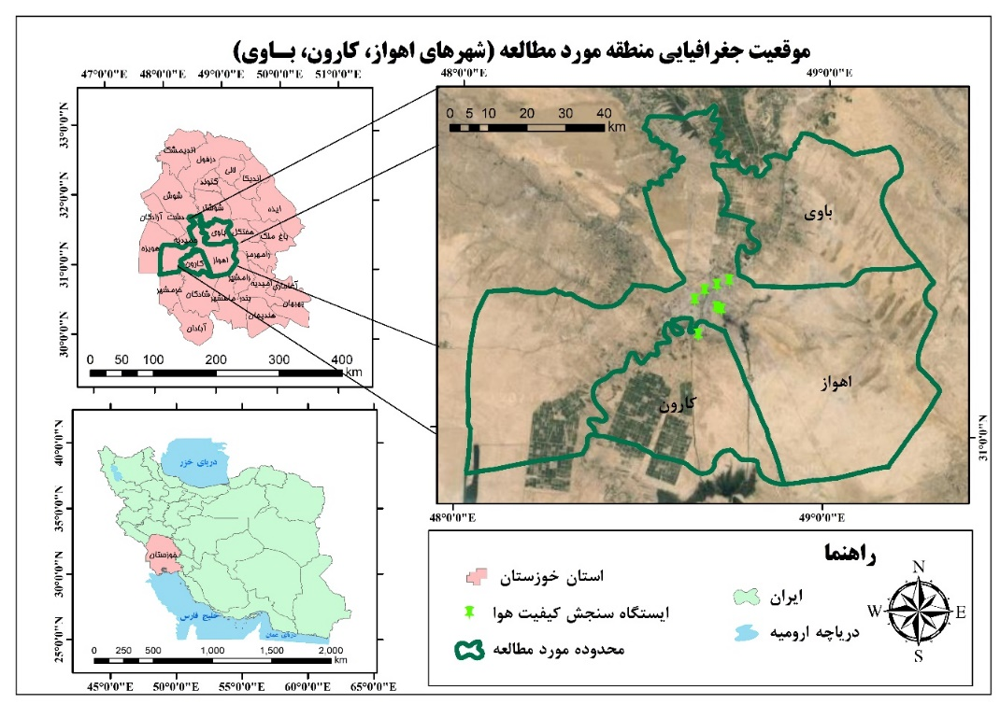 موقعیت جغرافیایی منطقه مورد مطالعه (شهرهای اهواز، کارون، بــاوی)
47°0'0"E 48°0'0"E 49°0'0"E 50°0'0"E 51°0'0"E
33°0'0"N
32°0'0"N
31°0'0"N
30°0'0"N
اندیمشک
دزفول
لالی
اندیکا
گتوند
شوش
شوشتر
ایذه
دشت آزادگان
باوی
هفتکل
باغ ملک
حمیدیه
هویزه
کارون
اهواز
رامهرمز
رامشیر
امیدیه
آغاجاری
خرمشهر
شادگان
بندر ماهشهر
بهبهان
هندیجان
آبادان
0 50 100 200 300 400 km
48°0'0"E 49°0'0"E
0 5 10 20 30 40 km
باوی
اهواز
کارون
31°0'0"N
48°0'0"E 49°0'0"E
40°0'0"N
35°0'0"N
30°0'0"N
25°0'0"N
دریای خزر
خوزستان
خلیج فارس
دریای عمان
0 250 500 1,000 1,500 2,000 km
45°0'0"E 50°0'0"E 55°0'0"E 60°0'0"E 65°0'0"E
راهنما
استان خوزستان
ایستگاه سنجش کیفیت هوا
محدوده مورد مطالعه
ایران
دریاچه ارومیه
N
W E
S